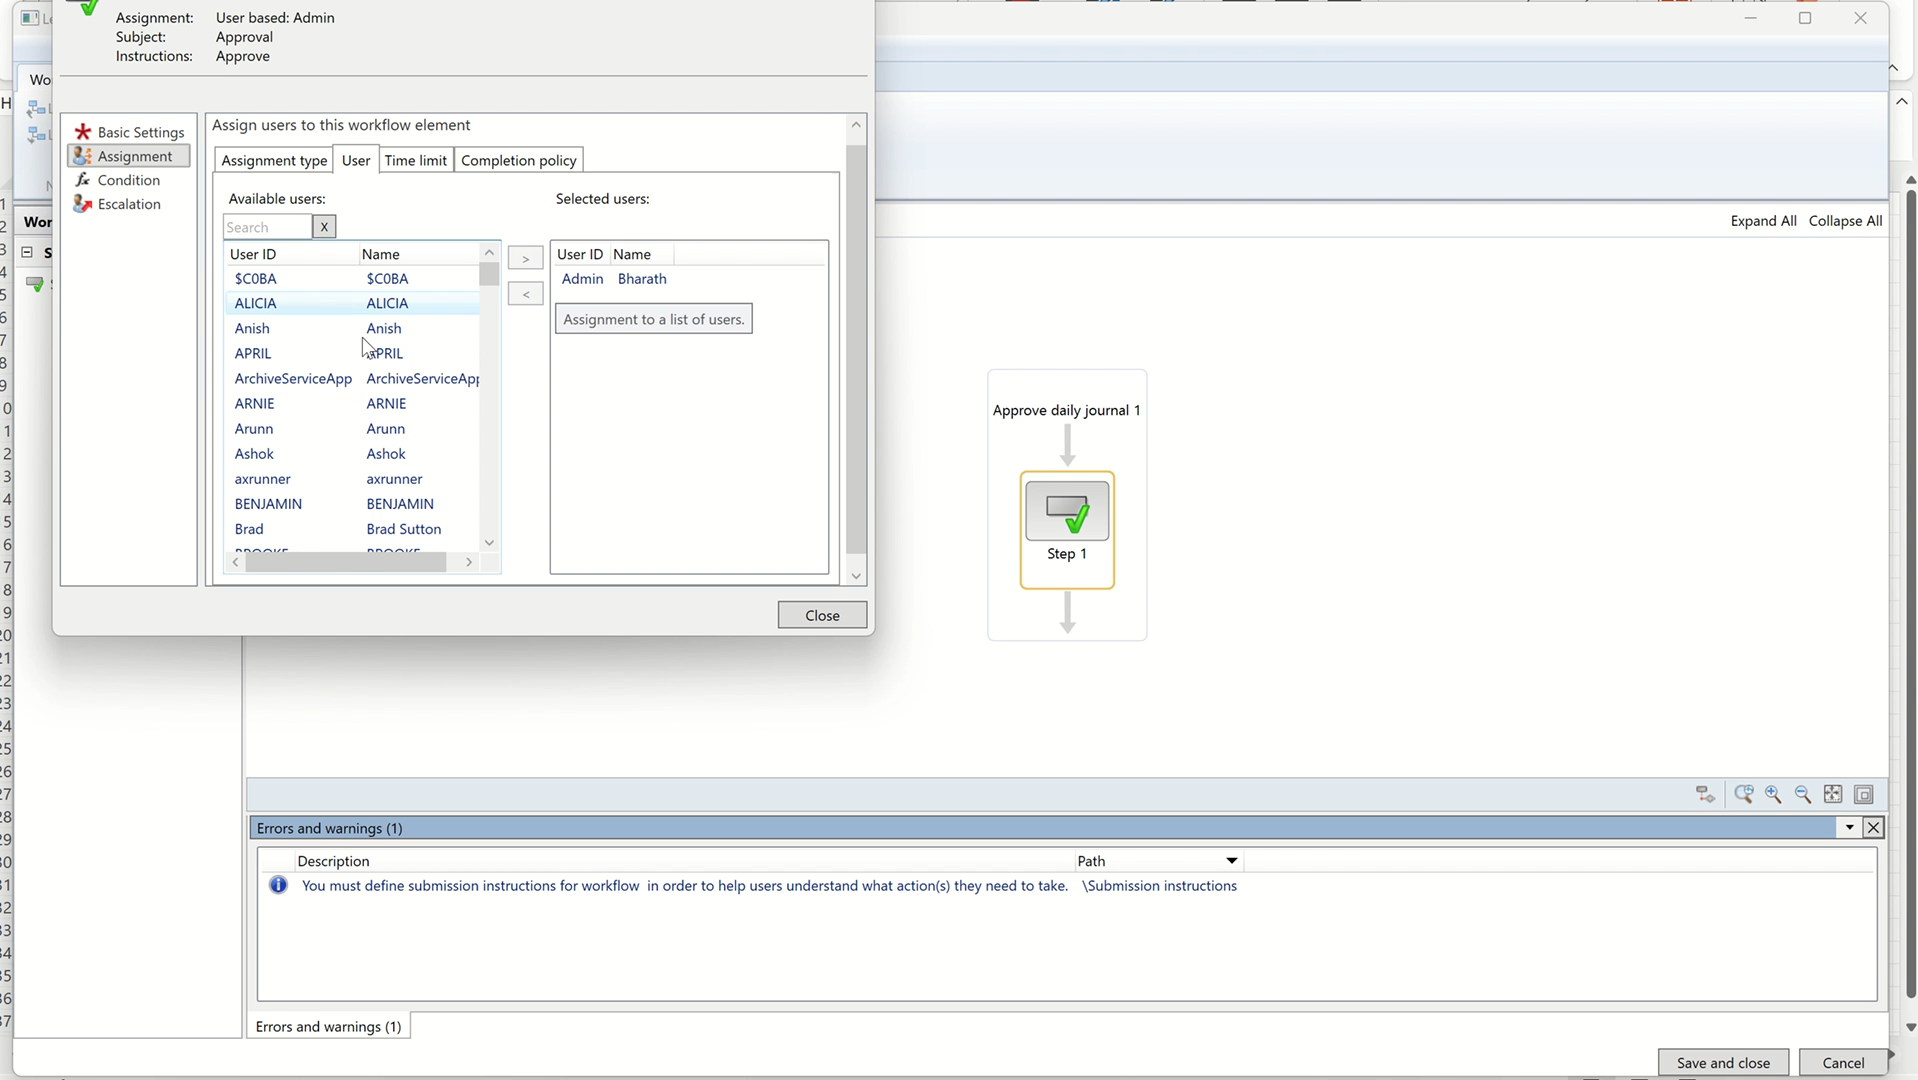 Assignment: User based: Admin
Subject: Approval
Instructions: Approve
Basic Settings
Assignment
Condition
Escalation
Assign users to this workflow element
Assignment type User Time limit Completion policy
Available users: Selected users:
Search X
User ID Name
$C0BA $C0BA
ALICIA ALICIA
Anish Anish
APRIL APRIL
ArchiveServiceApp ArchiveServiceApp
ARNIE ARNIE
Arunn Arunn
Ashok Ashok
axrunner axrunner
BENJAMIN BENJAMIN
Brad Brad Sutton
BROOKE BROOKE
>
<
User ID Name
Admin Bharath
Assignment to a list of users.
Close
Expand All Collapse All
Approve daily journal 1
Step 1
Errors and warnings (1)
Description Path
You must define submission instructions for workflow in order to help users understand what action(s) they need to take. \Submission instructions
Errors and warnings (1)
Save and close Cancel